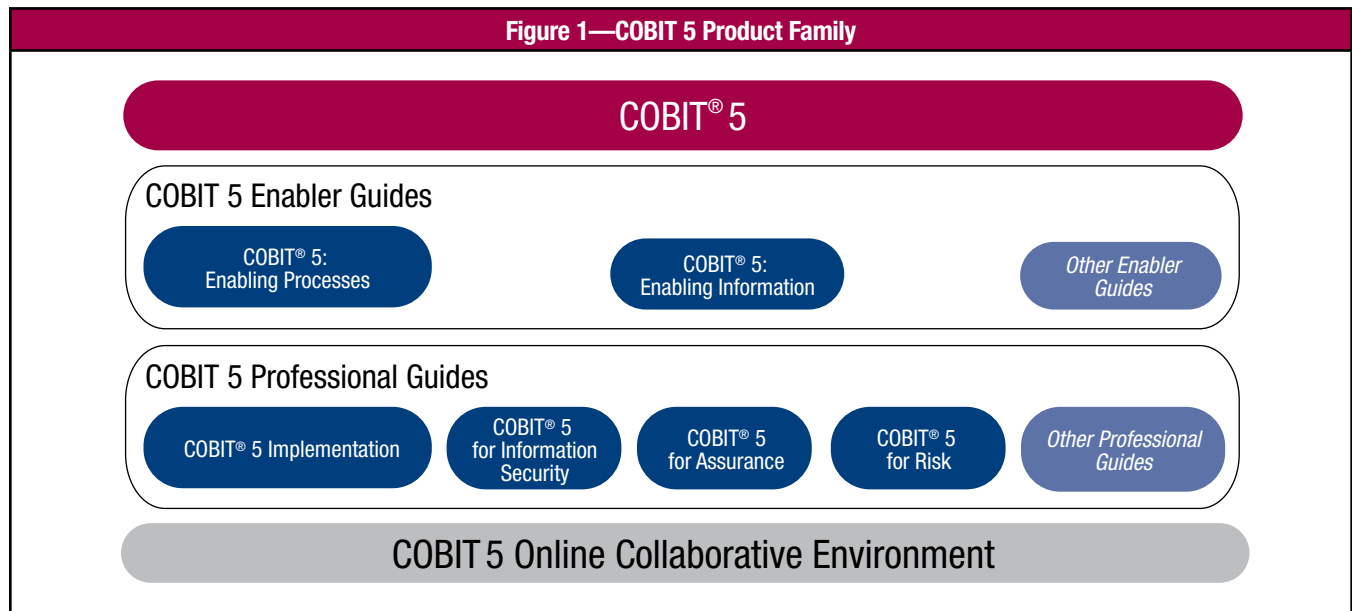 Figure 1—COBIT 5 Product Family
COBIT® 5
COBIT 5 Enabler Guides
COBIT® 5:
Enabling Processes
COBIT® 5:
Enabling Information
Other Enabler
Guides
COBIT 5 Professional Guides
COBIT® 5 Implementation
COBIT® 5
for Information
Security
COBIT® 5
for Assurance
COBIT® 5
for Risk
Other Professional
Guides
COBIT 5 Online Collaborative Environment